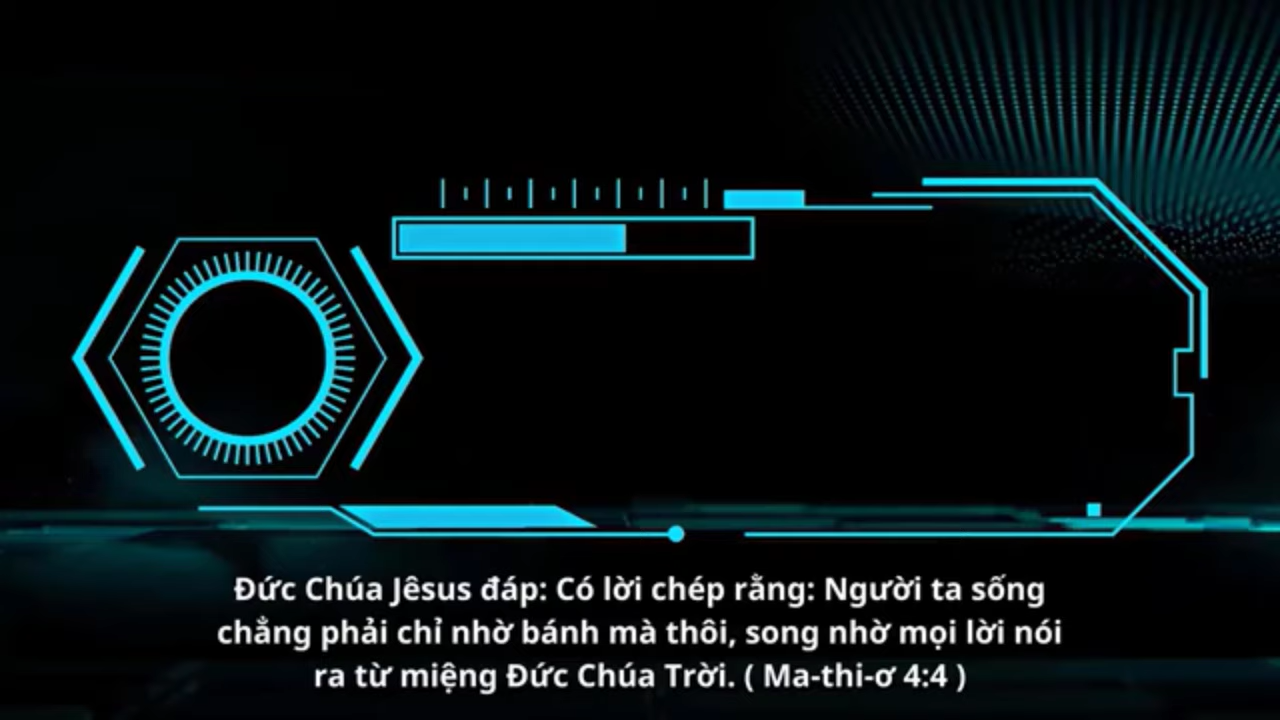 Đức Chúa Jêsus đáp: Có lời chép rằng: Người ta sống
chẳng phải chỉ nhờ bánh mà thôi, song nhờ mọi lời nói
ra từ miệng Đức Chúa Trời. ( Ma-thi-ơ 4:4 )